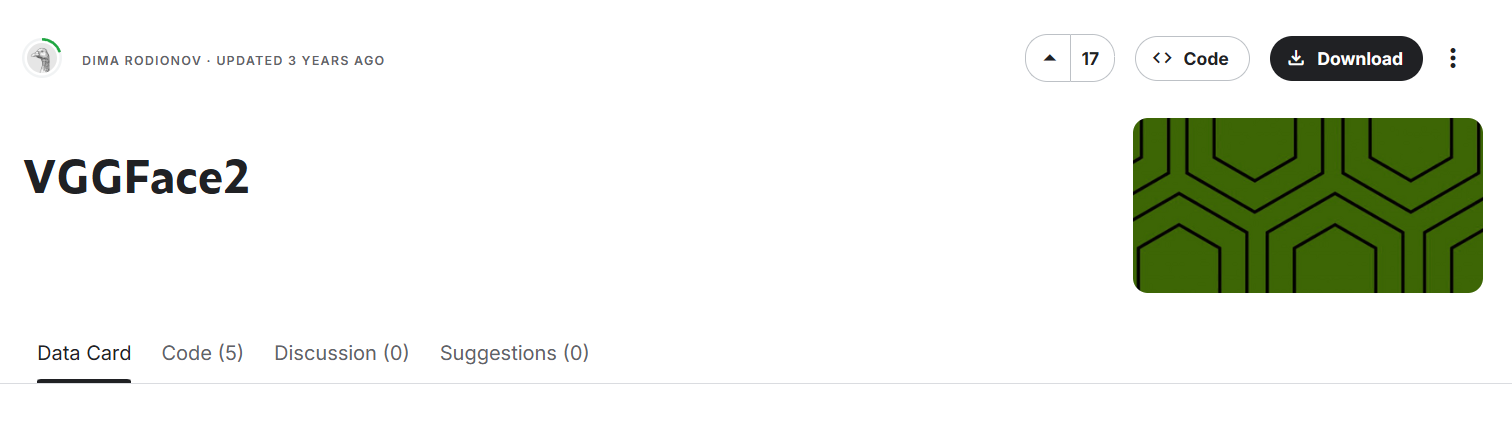 DIMA RODIONOV · UPDATED 3 YEARS AGO
17
Code
Download
VGGFace2
Data Card
Code (5)
Discussion (0)
Suggestions (0)